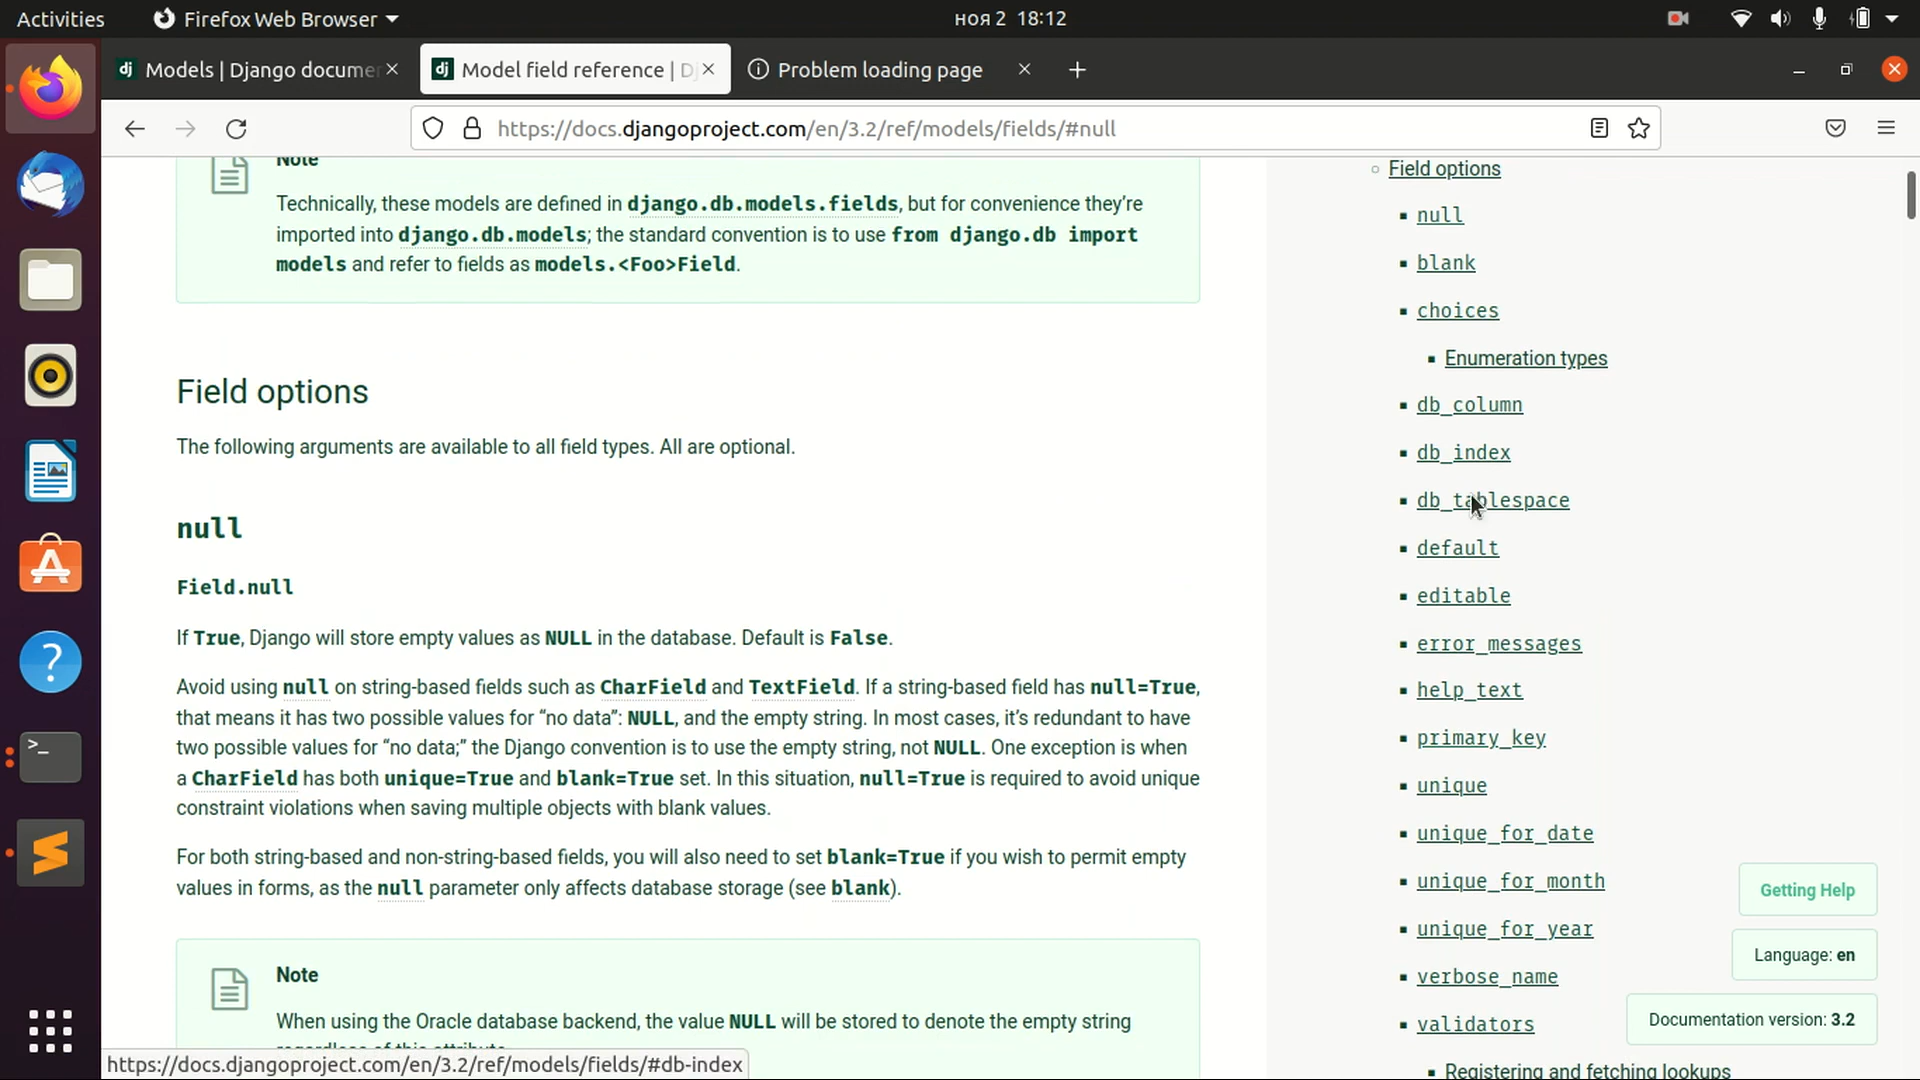 Activities
Firefox Web Browser
ноя 2 18:12
Models | Django docume
Model field reference | D
Problem loading page
https://docs.djangoproject.com/en/3.2/ref/models/fields/#null
Note
Technically, these models are defined in django.db.models.fields, but for convenience they’re
imported into django.db.models; the standard convention is to use from django.db import
models and refer to fields as models.<Foo>Field.
Field options
The following arguments are available to all field types. All are optional.
null
Field.null
If True, Django will store empty values as NULL in the database. Default is False.
Avoid using null on string-based fields such as CharField and TextField. If a string-based field has null=True,
that means it has two possible values for “no data”: NULL, and the empty string. In most cases, it’s redundant to have
two possible values for “no data;” the Django convention is to use the empty string, not NULL. One exception is when
a CharField has both unique=True and blank=True set. In this situation, null=True is required to avoid unique
constraint violations when saving multiple objects with blank values.
For both string-based and non-string-based fields, you will also need to set blank=True if you wish to permit empty
values in forms, as the null parameter only affects database storage (see blank).
Note
When using the Oracle database backend, the value NULL will be stored to denote the empty string
regardless of this attribute.
https://docs.djangoproject.com/en/3.2/ref/models/fields/#db-index
Field options
null
blank
choices
Enumeration types
db_column
db_index
db_tablespace
default
editable
error_messages
help_text
primary_key
unique
unique_for_date
unique_for_month
unique_for_year
verbose_name
validators
Registering and fetching lookups
Getting Help
Language: en
Documentation version: 3.2